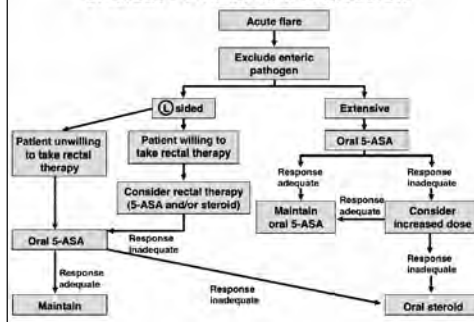 Acute flare
Exclude enteric
pathogen
L sided
Extensive
Patient unwilling
to take rectal
therapy
Patient willing to
take rectal therapy
Oral 5-ASA
Response
adequate
Response
inadequate
Consider rectal therapy
(5-ASA and/or steroid)
Maintain
oral 5-ASA
Response
adequate
Consider
increased dose
Oral 5-ASA
Response
inadequate
Response
adequate
Response
inadequate
Response
inadequate
Maintain
Oral steroid